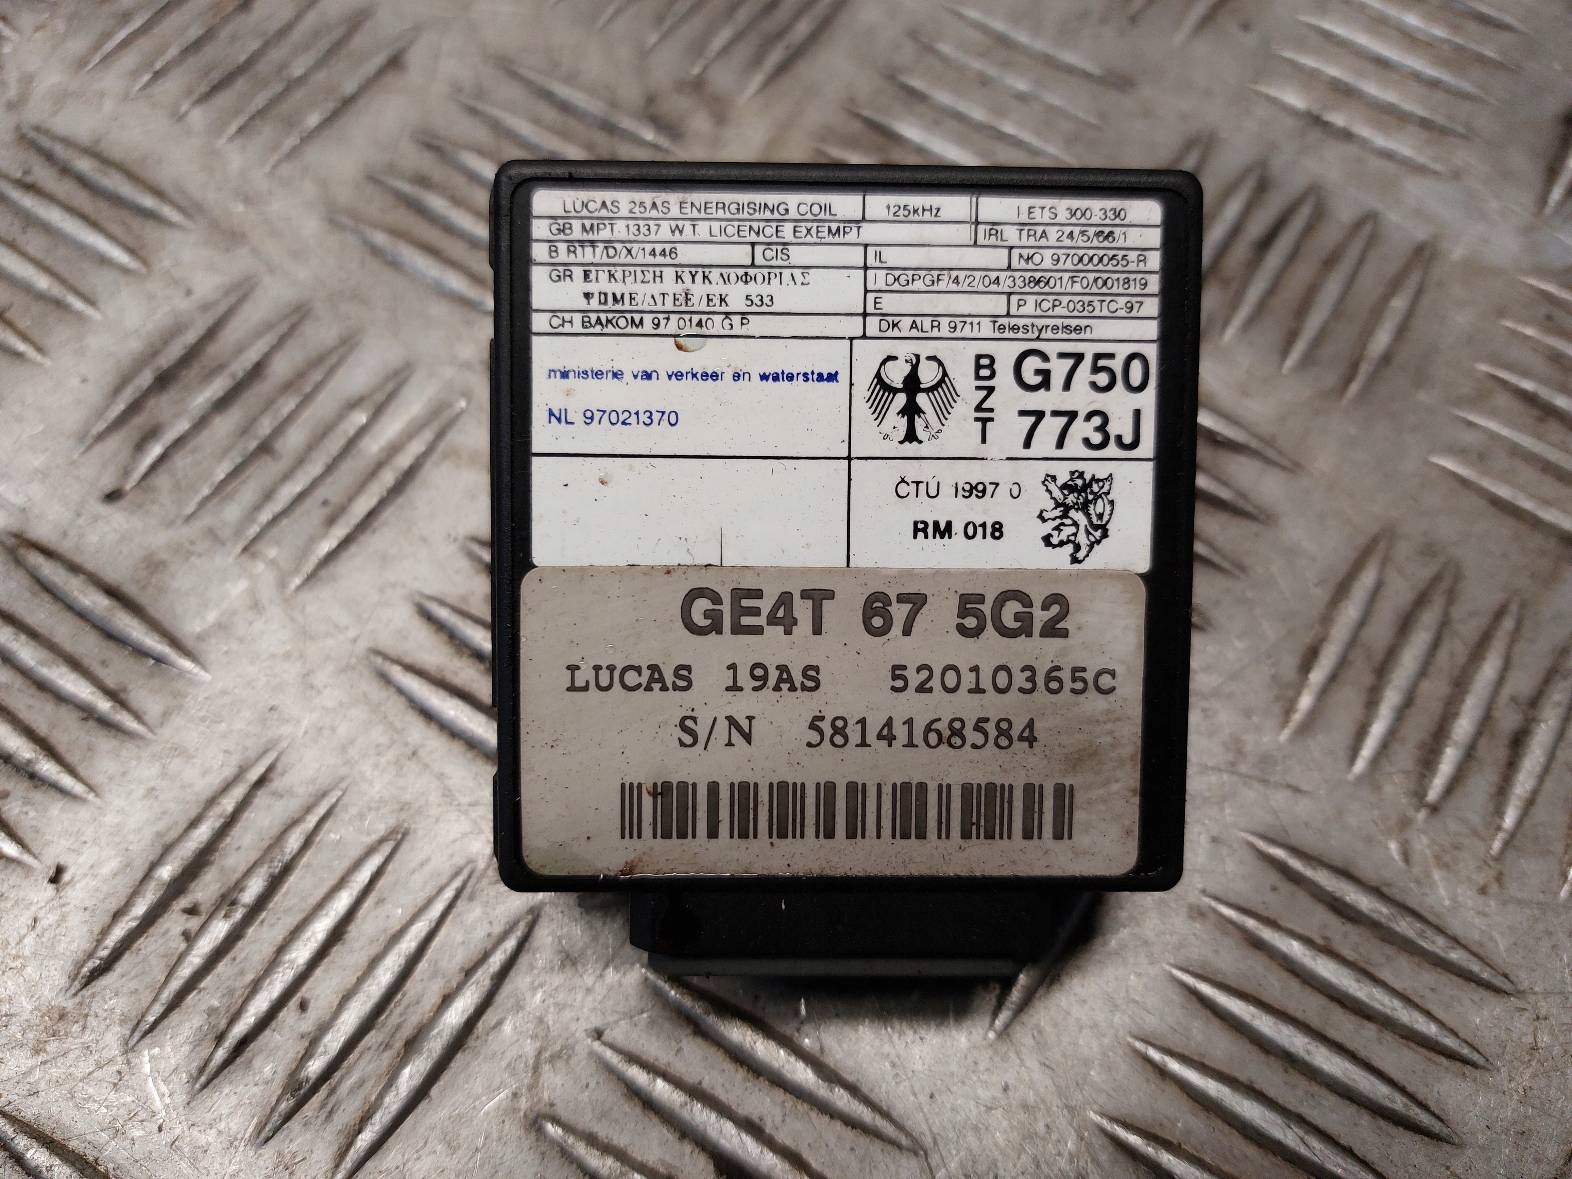 LUCAS 25AS ENERGISING COIL 125kHz I ETS 300-330
GB MPT 1337 W.T. LICENCE EXEMPT IRL TRA 24/5/66/1
B RTT/D/X/1446 CIS IL NO 97000055-R
GR ΕΓΚΡΙΣΗ ΚΥΚΛΟΦΟΡΙΑΣ I DGPGF/4/2/04/338601/FO/001819
ΥΠΜΕ/ΔΤΕΕ/ΕΚ 533 E P ICP-035TC-97
CH BAKOM 97 0140 G P DK ALR 9711 Telestyrelsen
ministerie van verkeer en waterstaat
NL 97021370
BZT G750
773J
ČTÚ 1997 0
RM 018
GE4T 67 5G2
LUCAS 19AS 52010365C
S/N 5814168584